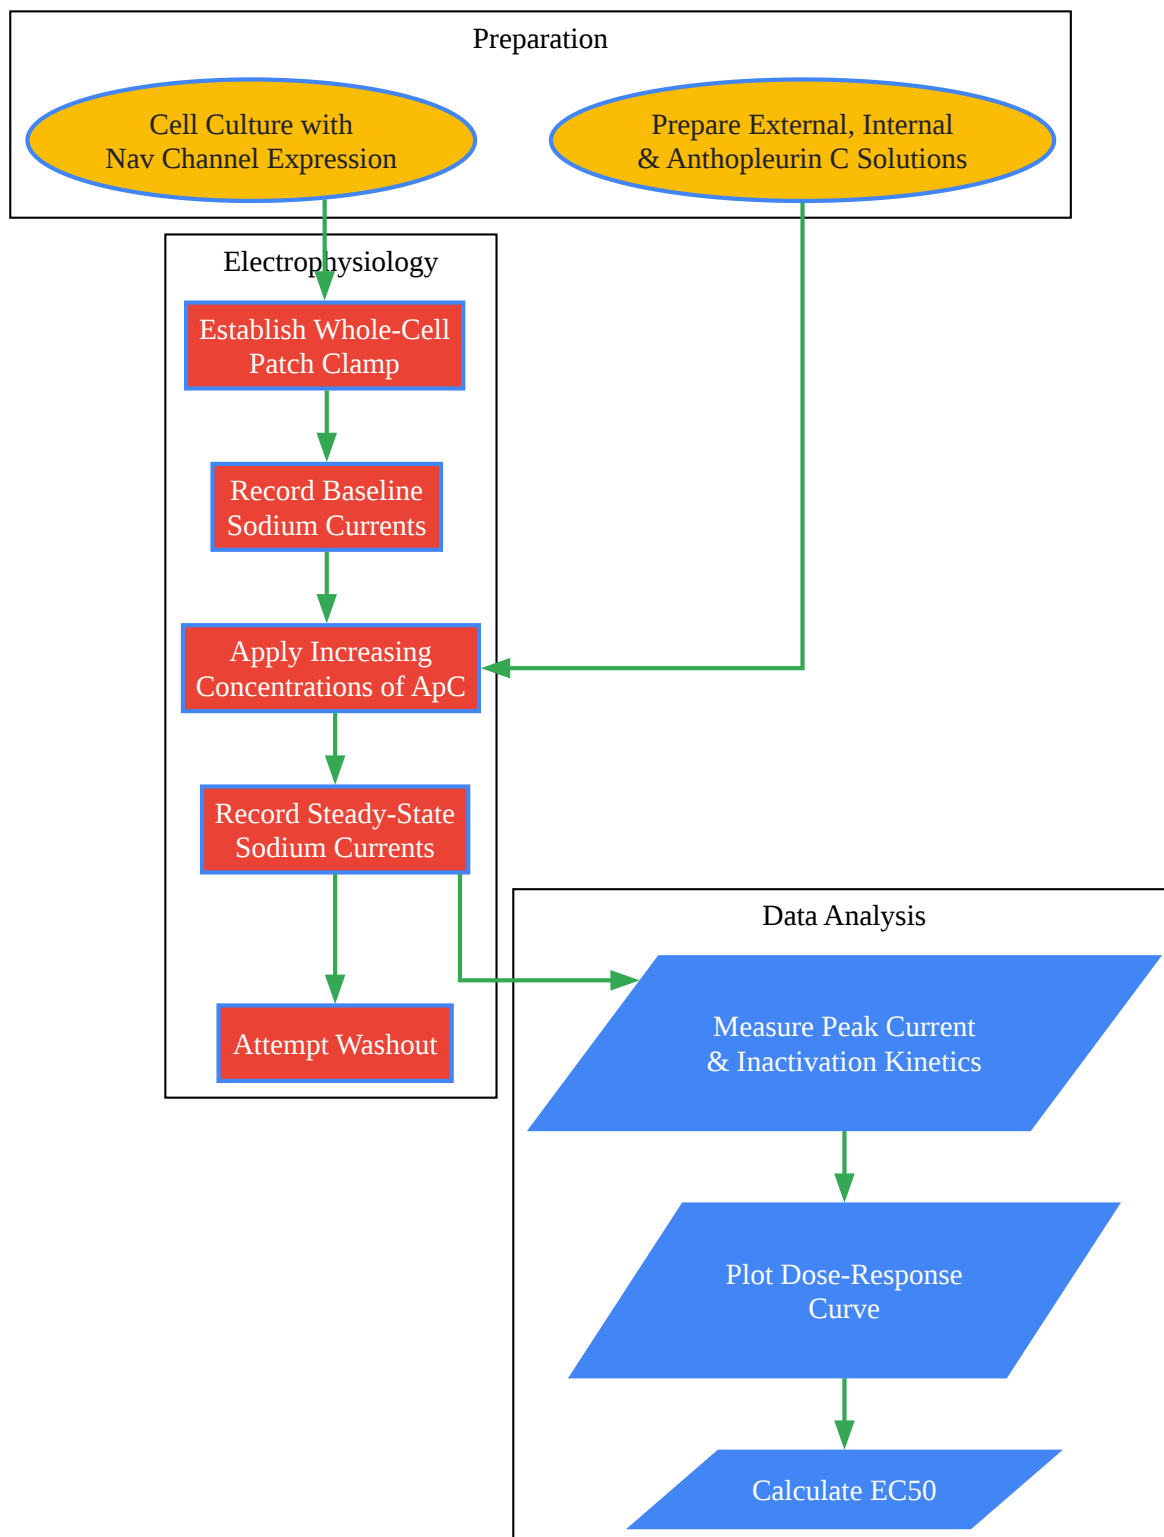 Preparation
Cell Culture with
Nav Channel Expression
Prepare External, Internal
& Anthopleurin C Solutions
Electrophysiology
Establish Whole-Cell
Patch Clamp
Record Baseline
Sodium Currents
Apply Increasing
Concentrations of ApC
Record Steady-State
Sodium Currents
Attempt Washout
Data Analysis
Measure Peak Current
& Inactivation Kinetics
Plot Dose-Response
Curve
Calculate EC50